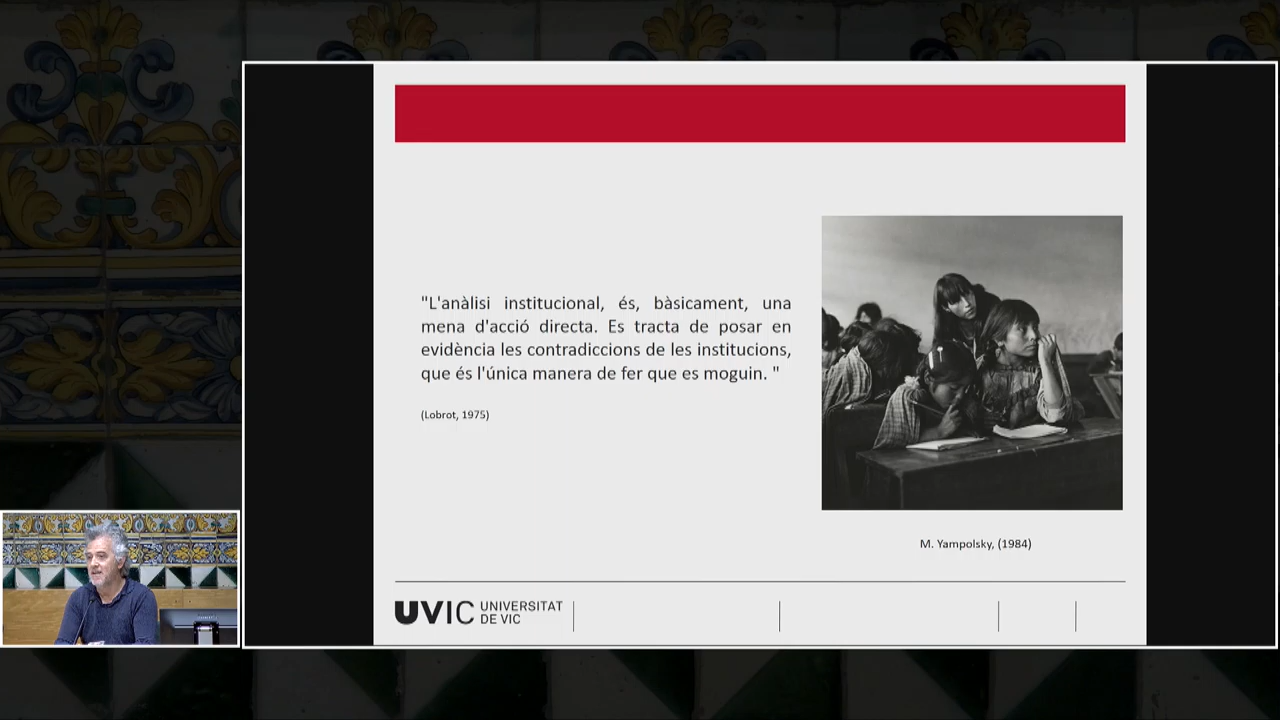 "L'anàlisi institucional, és, bàsicament, una
mena d'acció directa. Es tracta de posar en
evidència les contradiccions de les institucions,
que és l'única manera de fer que es moguin. "
(Lobrot, 1975)
M. Yampolsky, (1984)
UVIC UNIVERSITAT
DE VIC